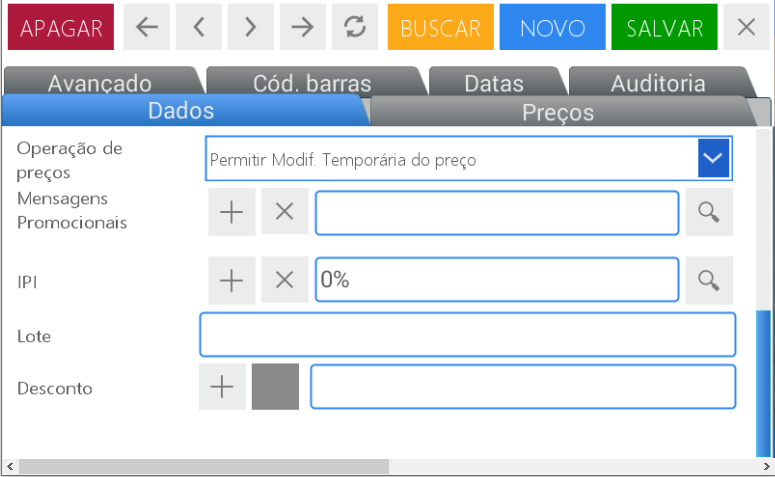 APAGAR BUSCAR NOVO SALVAR
Avançado Cód. barras Datas Auditoria
Dados Preços
Operação de
preços
Permitir Modif. Temporária do preço
Mensagens
Promocionais
IPI 0%
Lote
Desconto